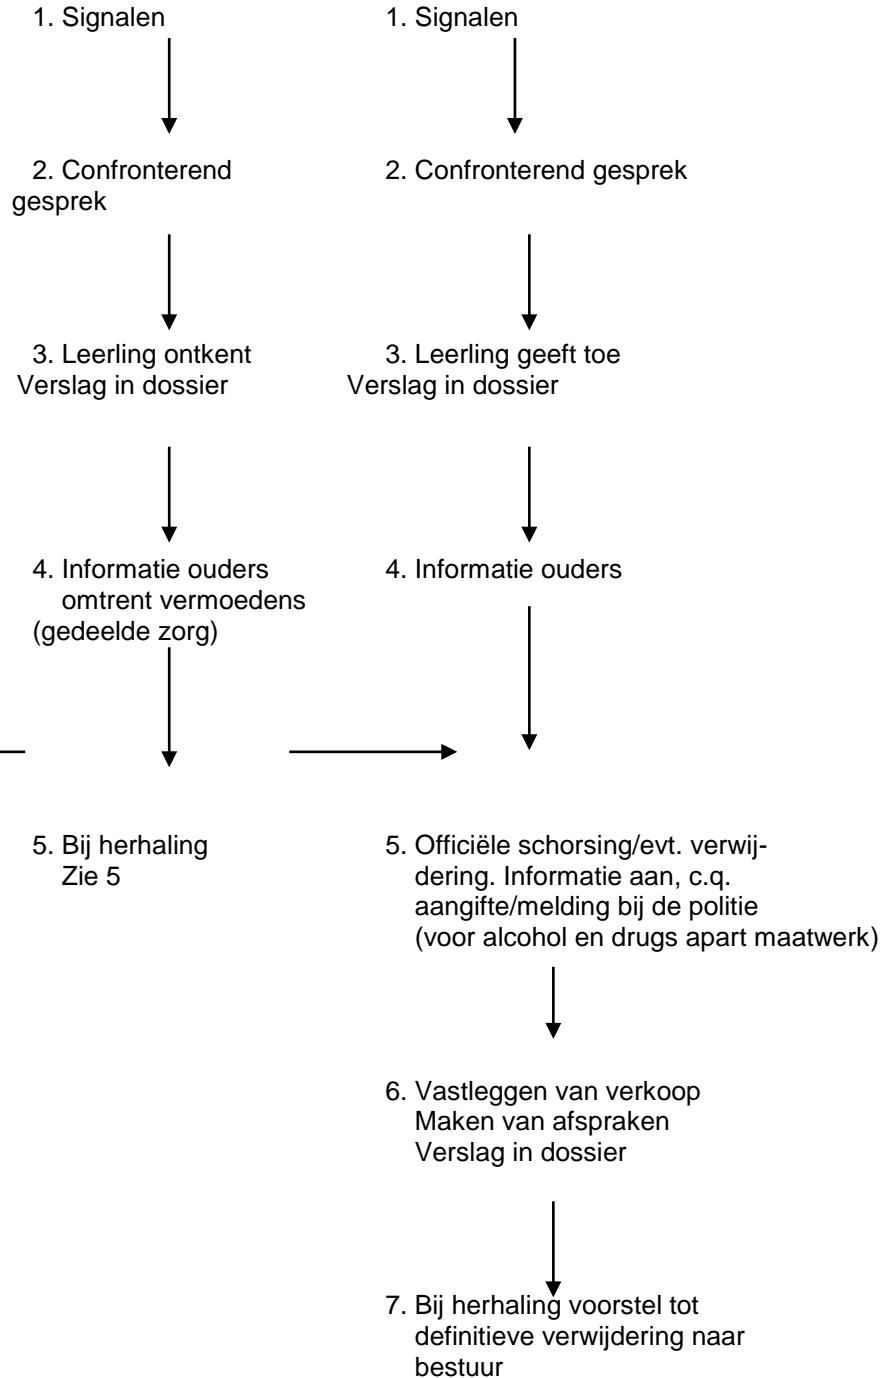 1. Signalen
2. Confronterend
gesprek
3. Leerling ontkent
Verslag in dossier
4. Informatie ouders
omtrent vermoedens
(gedeelde zorg)
5. Bij herhaling
Zie 5
1. Signalen
2. Confronterend gesprek
3. Leerling geeft toe
Verslag in dossier
4. Informatie ouders
5. Officiële schorsing/evt. verwij-
dering. Informatie aan, c.q.
aangifte/melding bij de politie
(voor alcohol en drugs apart maatwerk)
6. Vastleggen van verkoop
Maken van afspraken
Verslag in dossier
7. Bij herhaling voorstel tot
definitieve verwijdering naar
bestuur